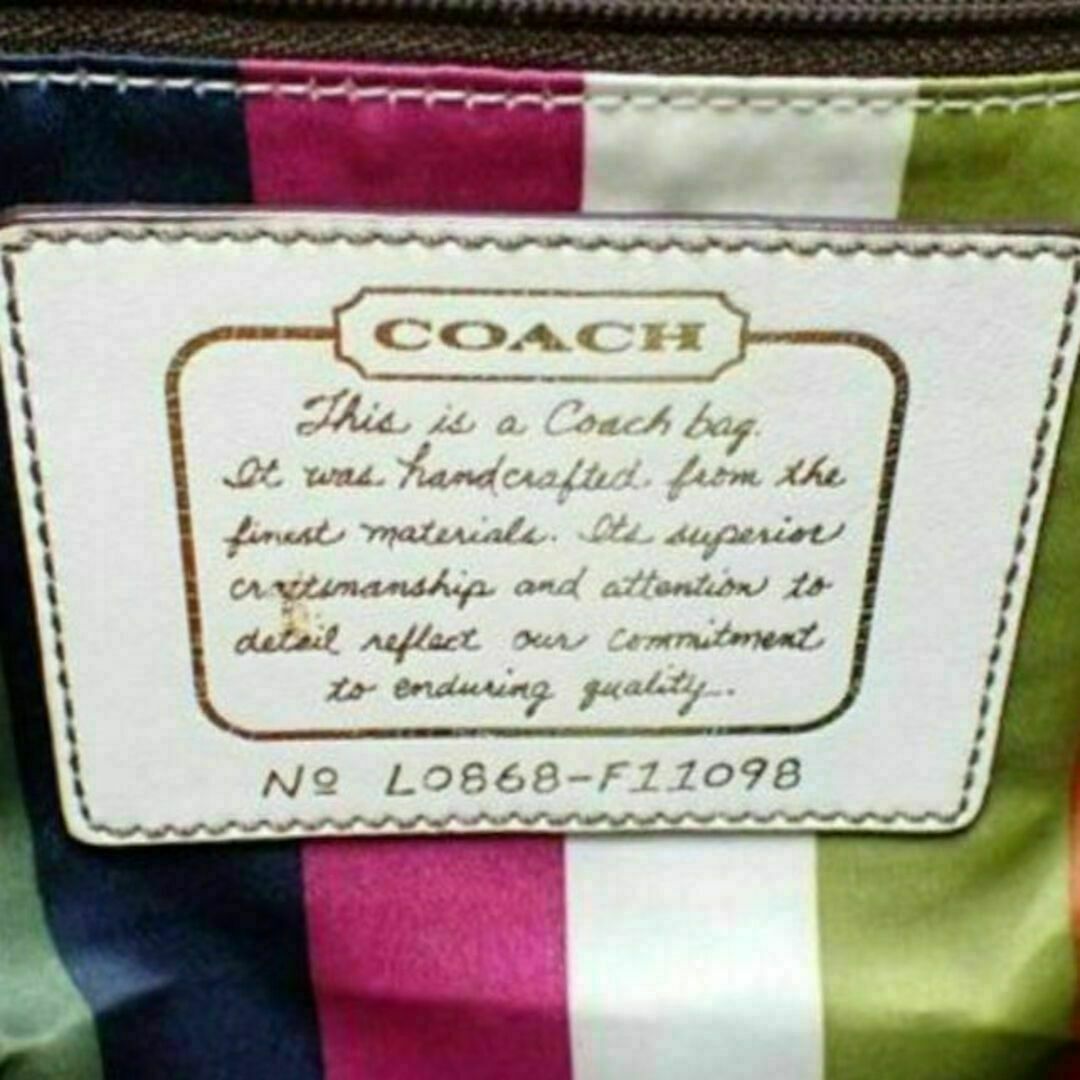 COACH
This is a Coach bag.
It was handcrafted from the
finest materials. Its superior
craftsmanship and attention to
detail reflect our commitment
to enduring quality.
Nº L0868-F11098